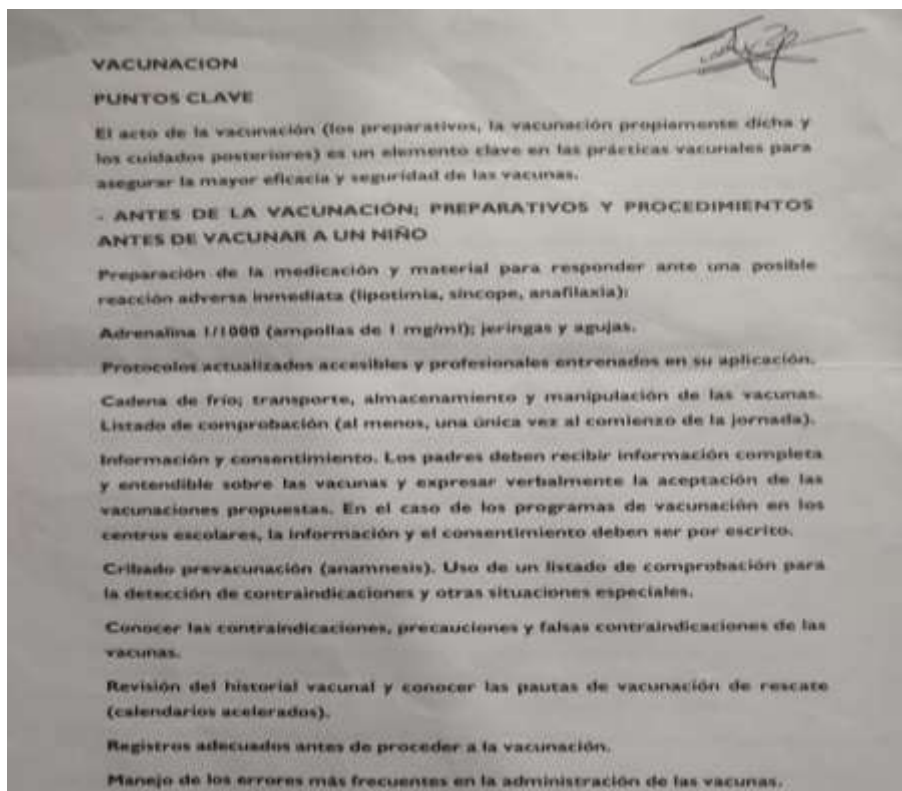 VACUNACION
PUNTOS CLAVE
El acto de la vacunación (los preparativos, la vacunación propiamente dicha y
los cuidados posteriores) es un elemento clave en las prácticas vacunales para
asegurar la mayor eficacia y seguridad de las vacunas.
- ANTES DE LA VACUNACIÓN; PREPARATIVOS Y PROCEDIMIENTOS
ANTES DE VACUNAR A UN NIÑO
Preparación de la medicación y material para responder ante una posible
reacción adversa inmediata (lipotimia, síncope, anafilaxia):
Adrenalina 1/1000 (ampollas de 1 mg/ml); jeringas y agujas.
Protocolos actualizados accesibles y profesionales entrenados en su aplicación.
Cadena de frío; transporte, almacenamiento y manipulación de las vacunas.
Listado de comprobación (al menos, una única vez al comienzo de la jornada).
Información y consentimiento. Los padres deben recibir información completa
y entendible sobre las vacunas y expresar verbalmente la aceptación de las
vacunaciones propuestas. En el caso de los programas de vacunación en los
centros escolares, la información y el consentimiento deben ser por escrito.
Cribado prevacunación (anamnesis). Uso de un listado de comprobación para
la detección de contraindicaciones y otras situaciones especiales.
Conocer las contraindicaciones, precauciones y falsas contraindicaciones de las
vacunas.
Revisión del historial vacunal y conocer las pautas de vacunación de rescate
(calendarios acelerados).
Registros adecuados antes de proceder a la vacunación.
Manejo de los errores más frecuentes en la administración de las vacunas.